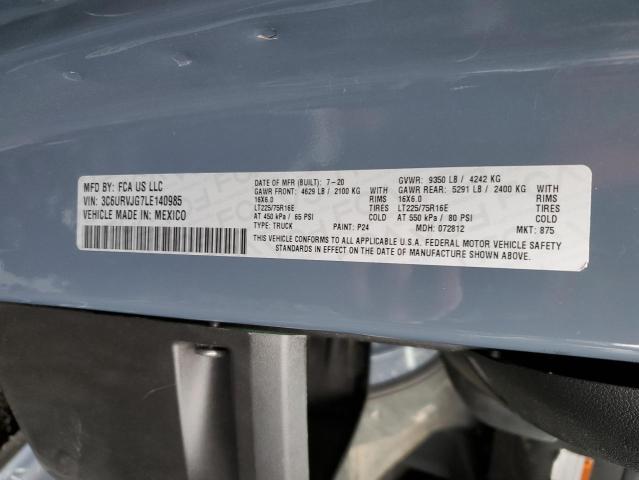 MFD BY: FCA US LLC
VIN: 3C6URVJG7LE140985
VEHICLE MADE IN: MEXICO
DATE OF MFR (BUILT): 7-20 GVWR: 9350 LB / 4242 KG
GAWR FRONT: 4629 LB / 2100 KG GAWR REAR: 5291 LB / 2400 KG
16X6.0 RIMS 16X6.0 RIMS
LT225/75R16E TIRES LT225/75R16E TIRES
AT 450 kPa / 65 PSI AT 550 kPa / 80 PSI
TYPE: TRUCK PAINT: P24 MDH: 072812 MKT: 875
THIS VEHICLE CONFORMS TO ALL APPLICABLE U.S.A. FEDERAL MOTOR VEHICLE SAFETY
STANDARDS IN EFFECT ON THE DATE OF MANUFACTURE SHOWN ABOVE.